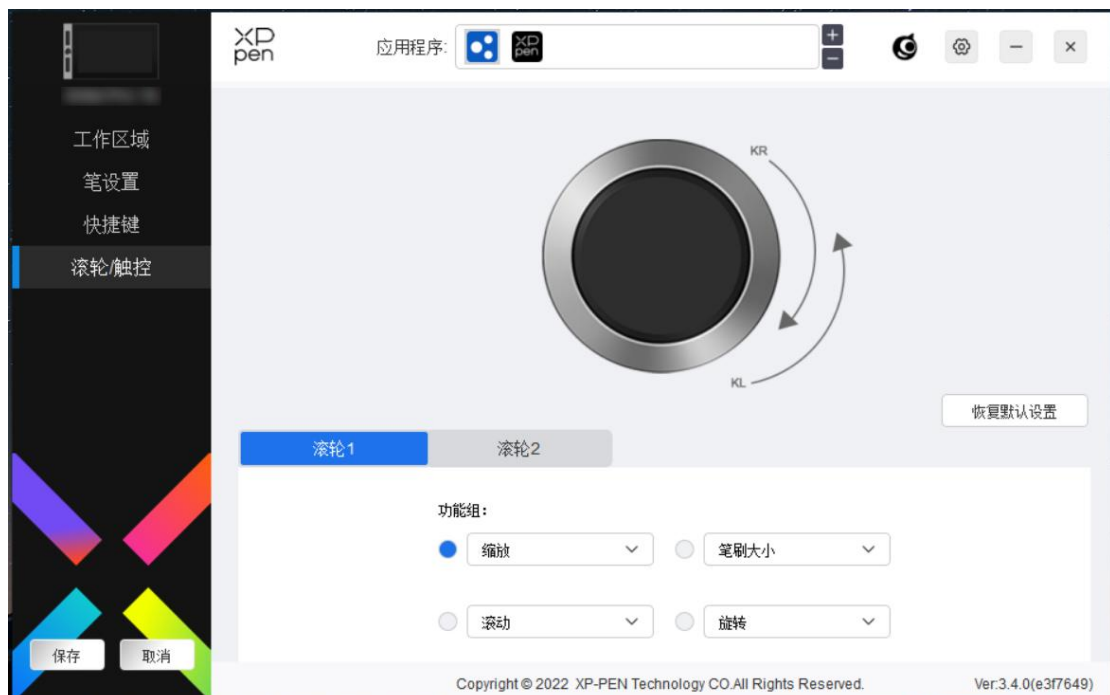 XP
pen
应用程序:
XP
pen
工作区域
笔设置
快捷键
滚轮/触控
KR
KL
恢复默认设置
滚轮1 滚轮2
功能组：
缩放 笔刷大小
滚动 旋转
保存 取消
Copyright © 2022 XP-PEN Technology CO.All Rights Reserved. Ver:3.4.0(e3f7649)